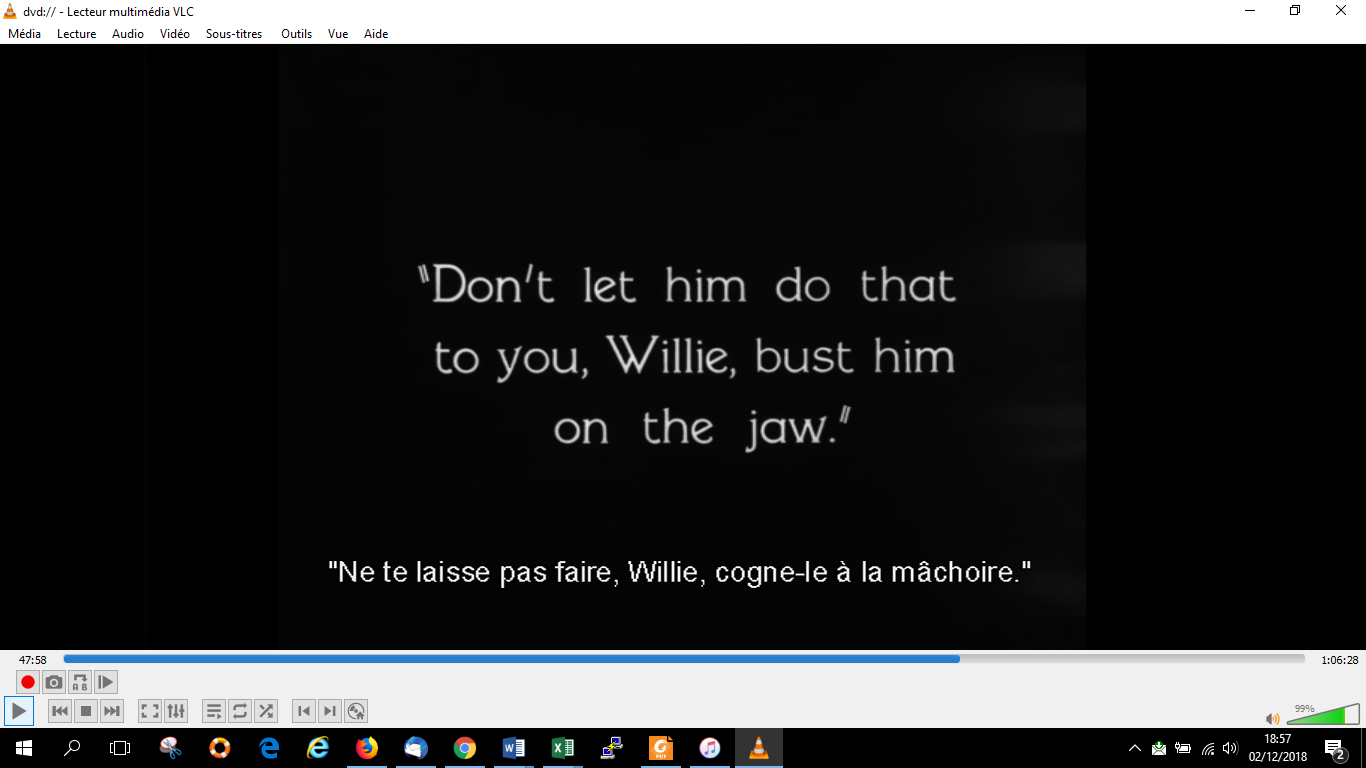 dvd:// - Lecteur multimédia VLC
Média Lecture Audio Vidéo Sous-titres Outils Vue Aide
"Don't let him do that
to you, Willie, bust him
on the jaw."
"Ne te laisse pas faire, Willie, cogne-le à la mâchoire."
47:58 1:06:28
A B
99%
PDF
18:57
02/12/2018
2